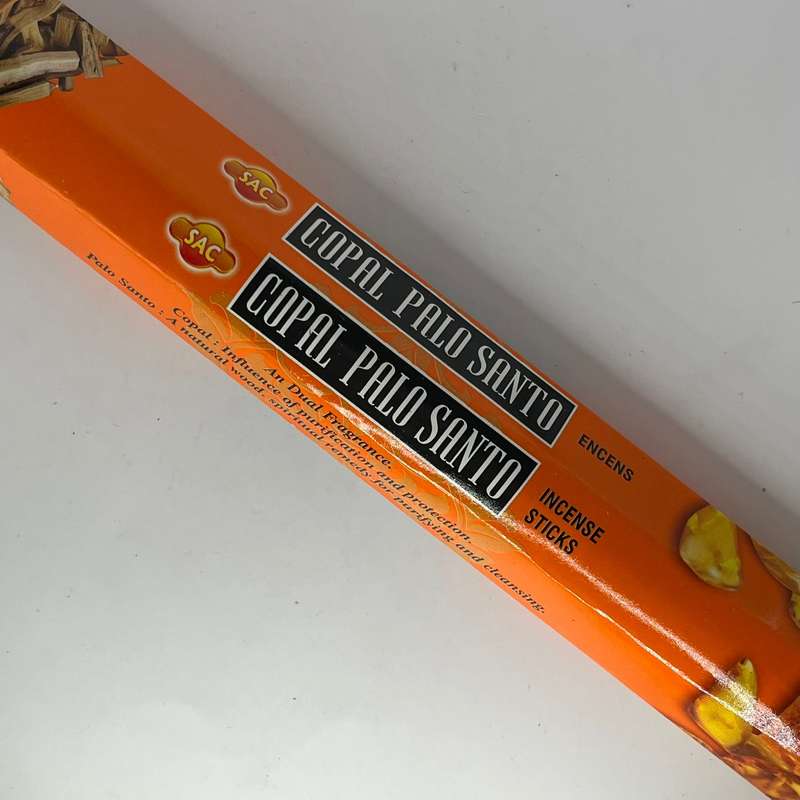 SAC
COPAL PALO SANTO
ENCENS
SAC
COPAL PALO SANTO
INCENSE
STICKS
An Dual Fragrance.
Copal : Influence of purification and protection.
Palo Santo : A natural wood, spiritual remedy for purifying and cleansing.